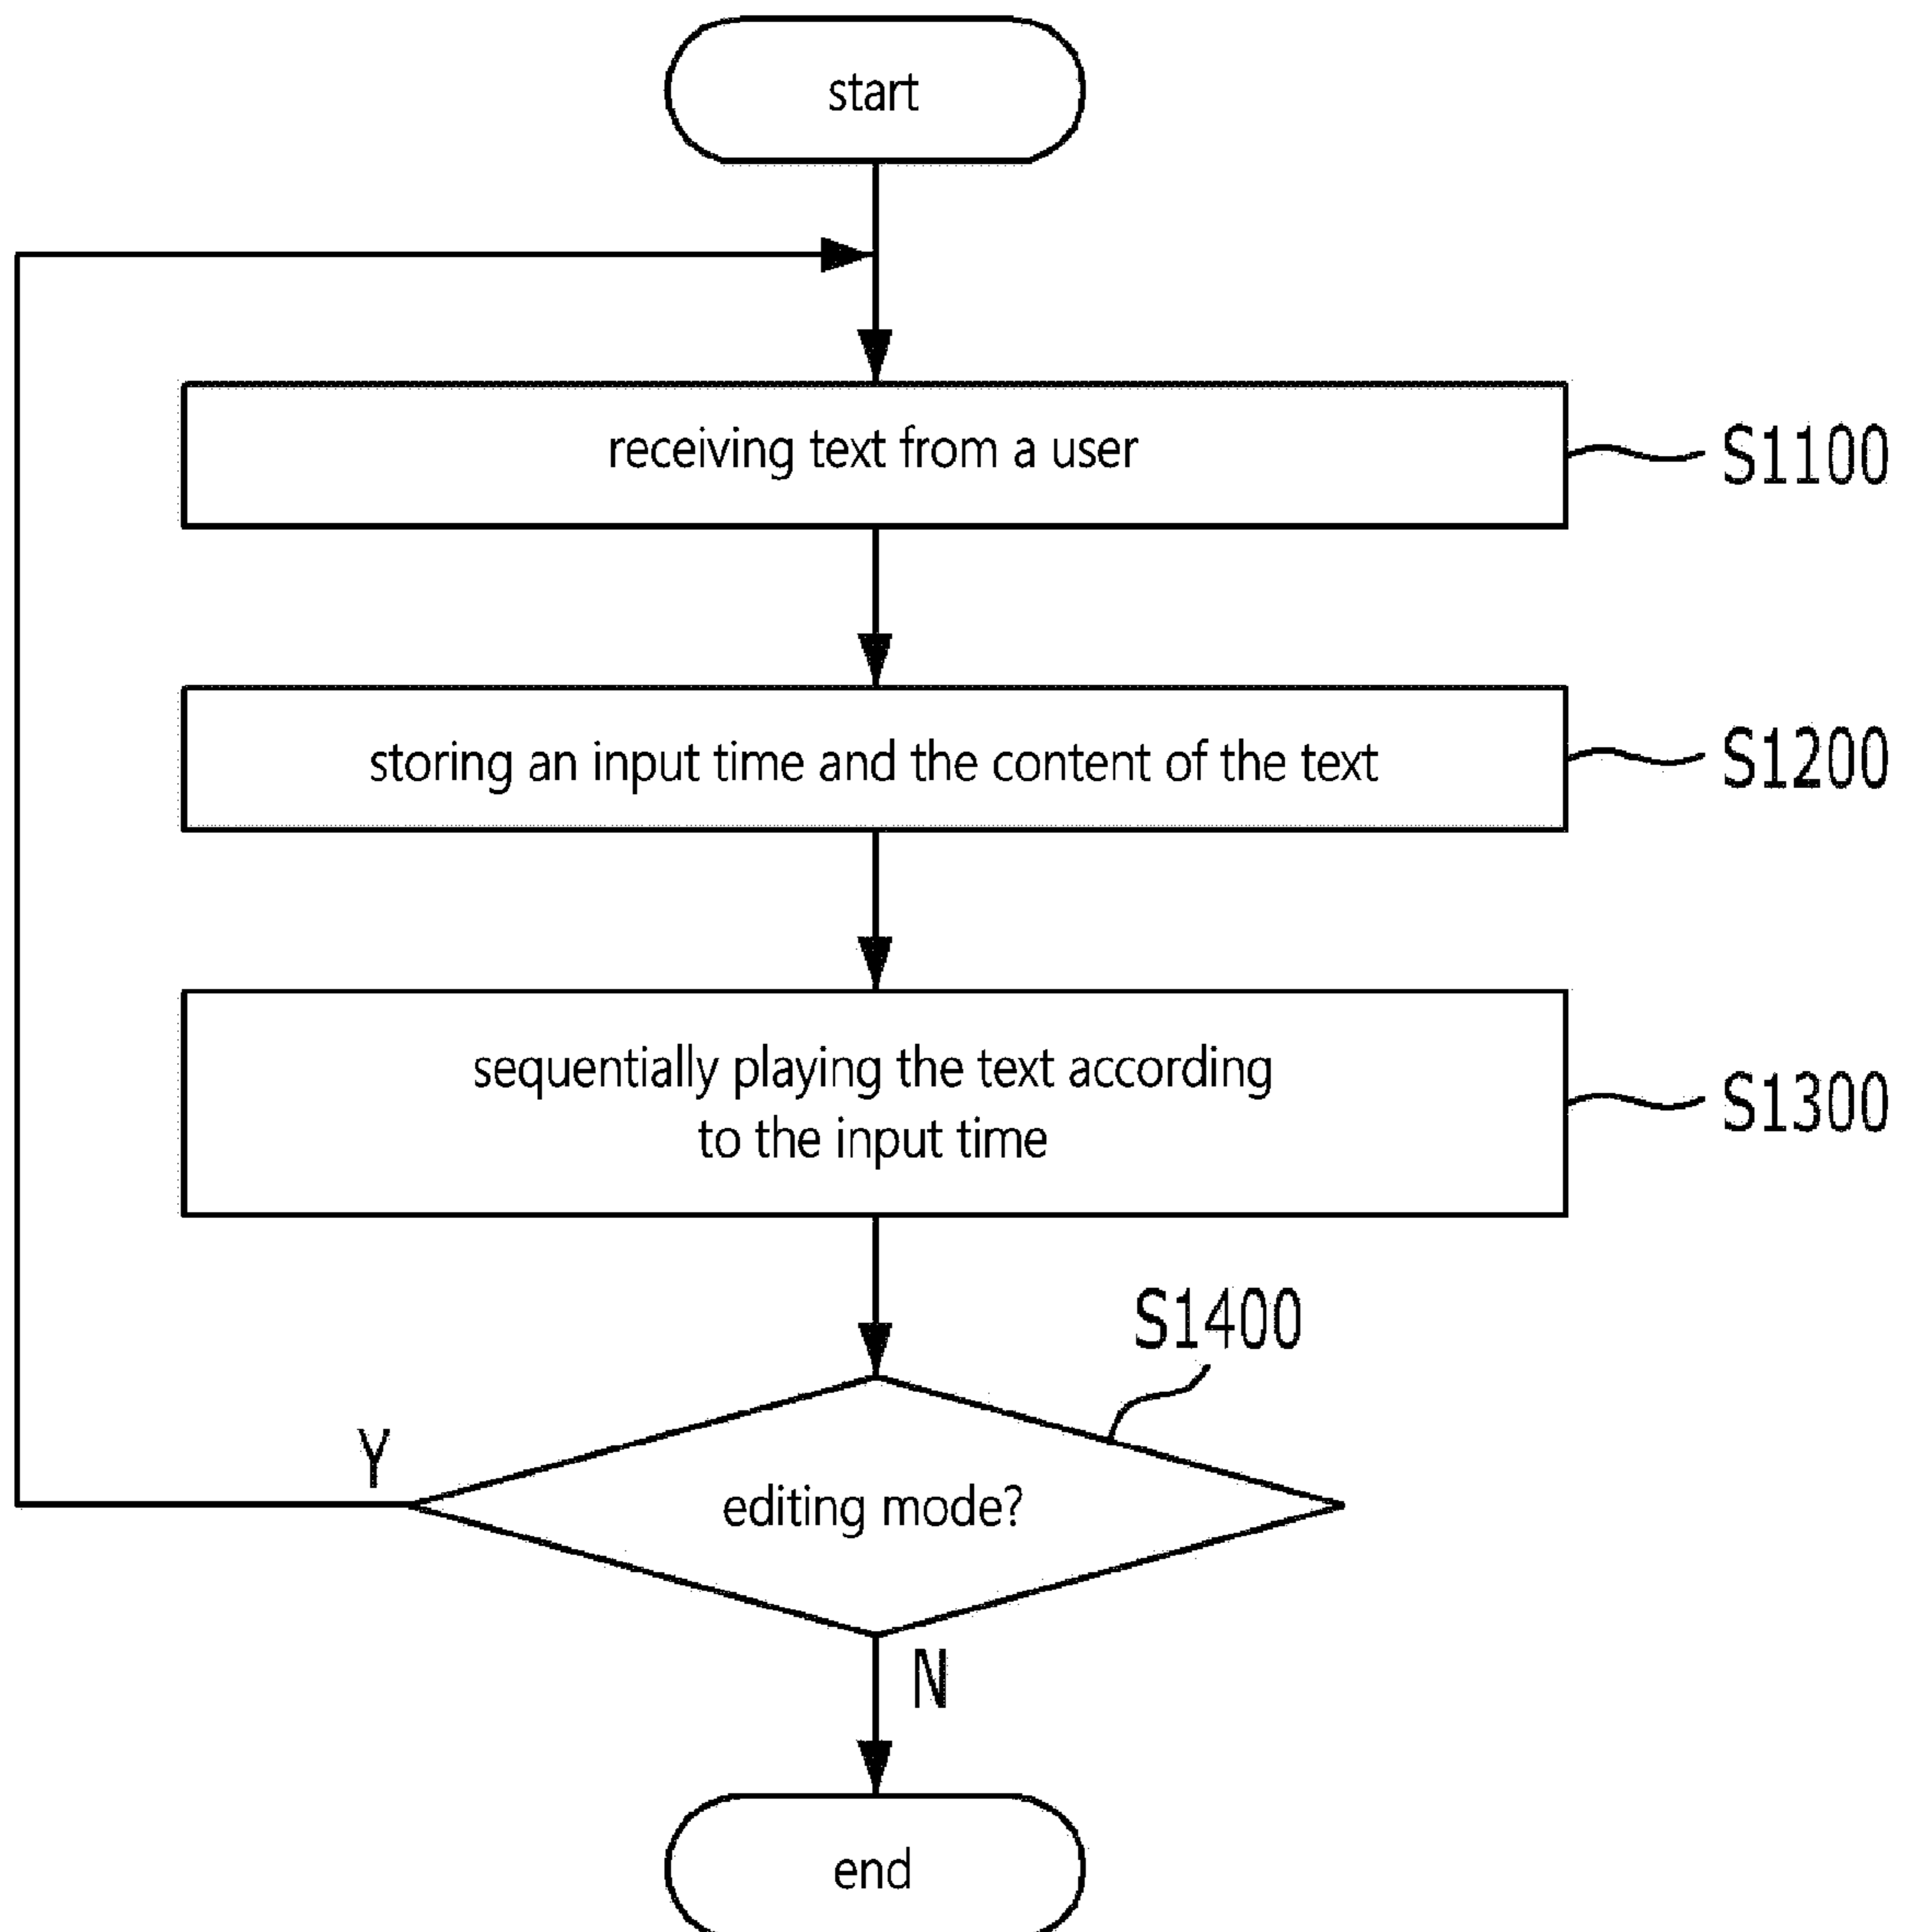 start
receiving text from a user
S1100
storing an input time and the content of the text
S1200
sequentially playing the text according
to the input time
S1300
S1400
Y
editing mode?
N
end